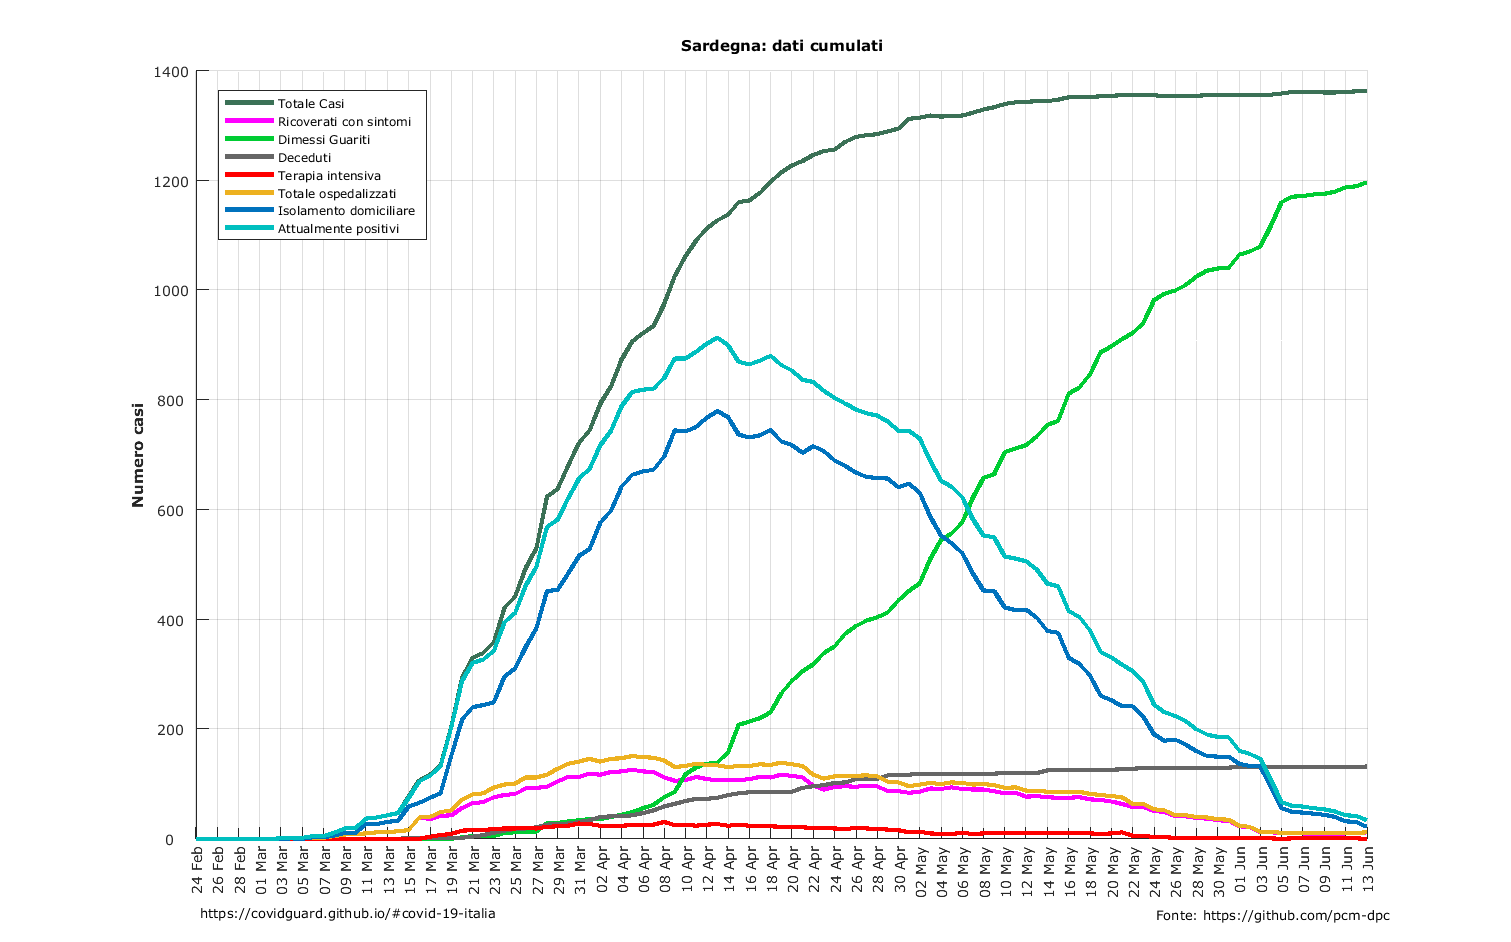 Sardegna: dati cumulati
1400
1200
1000
800
600
400
200
0
Numero casi
Totale Casi
Ricoverati con sintomi
Dimessi Guariti
Deceduti
Terapia intensiva
Totale ospedalizzati
Isolamento domiciliare
Attualmente positivi
24 Feb
26 Feb
28 Feb
01 Mar
03 Mar
05 Mar
07 Mar
09 Mar
11 Mar
13 Mar
15 Mar
17 Mar
19 Mar
21 Mar
23 Mar
25 Mar
27 Mar
29 Mar
31 Mar
02 Apr
04 Apr
06 Apr
08 Apr
10 Apr
12 Apr
14 Apr
16 Apr
18 Apr
20 Apr
22 Apr
24 Apr
26 Apr
28 Apr
30 Apr
02 May
04 May
06 May
08 May
10 May
12 May
14 May
16 May
18 May
20 May
22 May
24 May
26 May
28 May
30 May
01 Jun
03 Jun
05 Jun
07 Jun
09 Jun
11 Jun
13 Jun
https://covidguard.github.io/#covid-19-italia
Fonte: https://github.com/pcm-dpc